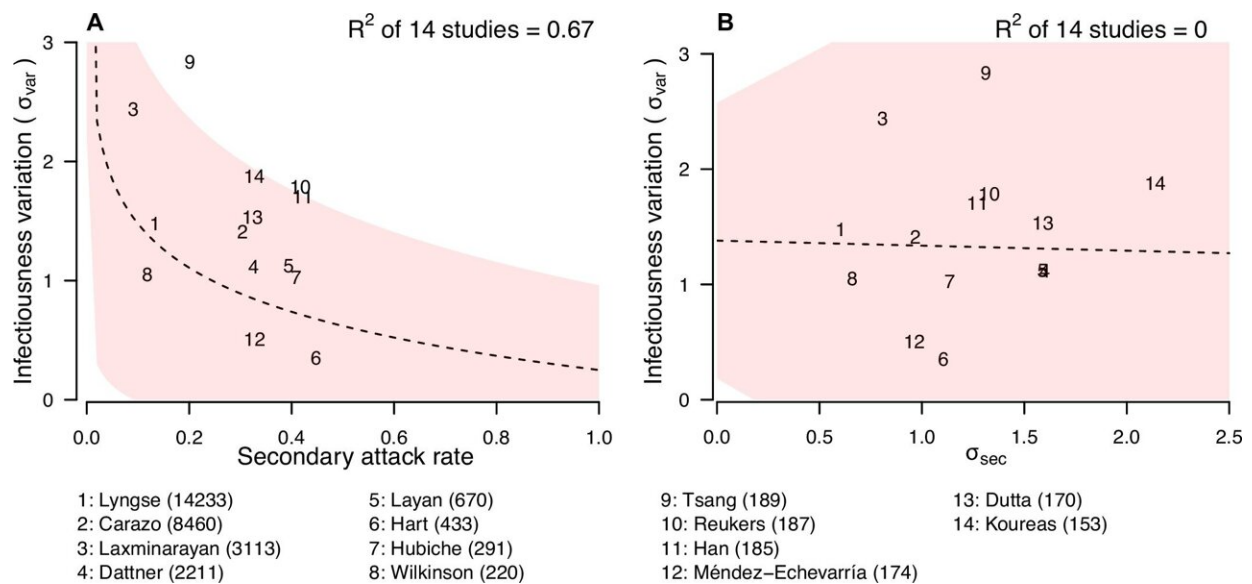 A
R² of 14 studies = 0.67
Infectiousness variation ( σvar )
3
2
1
0
9
3
14
10
11
13
1
2
4
5
7
8
12
6
0.0 0.2 0.4 0.6 0.8 1.0
Secondary attack rate
B
R² of 14 studies = 0
Infectiousness variation ( σvar )
3
2
1
0
9
3
14
10
11
13
1
2
8
7
12
6
0.0 0.5 1.0 1.5 2.0 2.5
σsec
1: Lyngse (14233)
2: Carazo (8460)
3: Laxminarayan (3113)
4: Dattner (2211)
5: Layan (670)
6: Hart (433)
7: Hubiche (291)
8: Wilkinson (220)
9: Tsang (189)
10: Reukers (187)
11: Han (185)
12: Méndez−Echevarría (174)
13: Dutta (170)
14: Koureas (153)